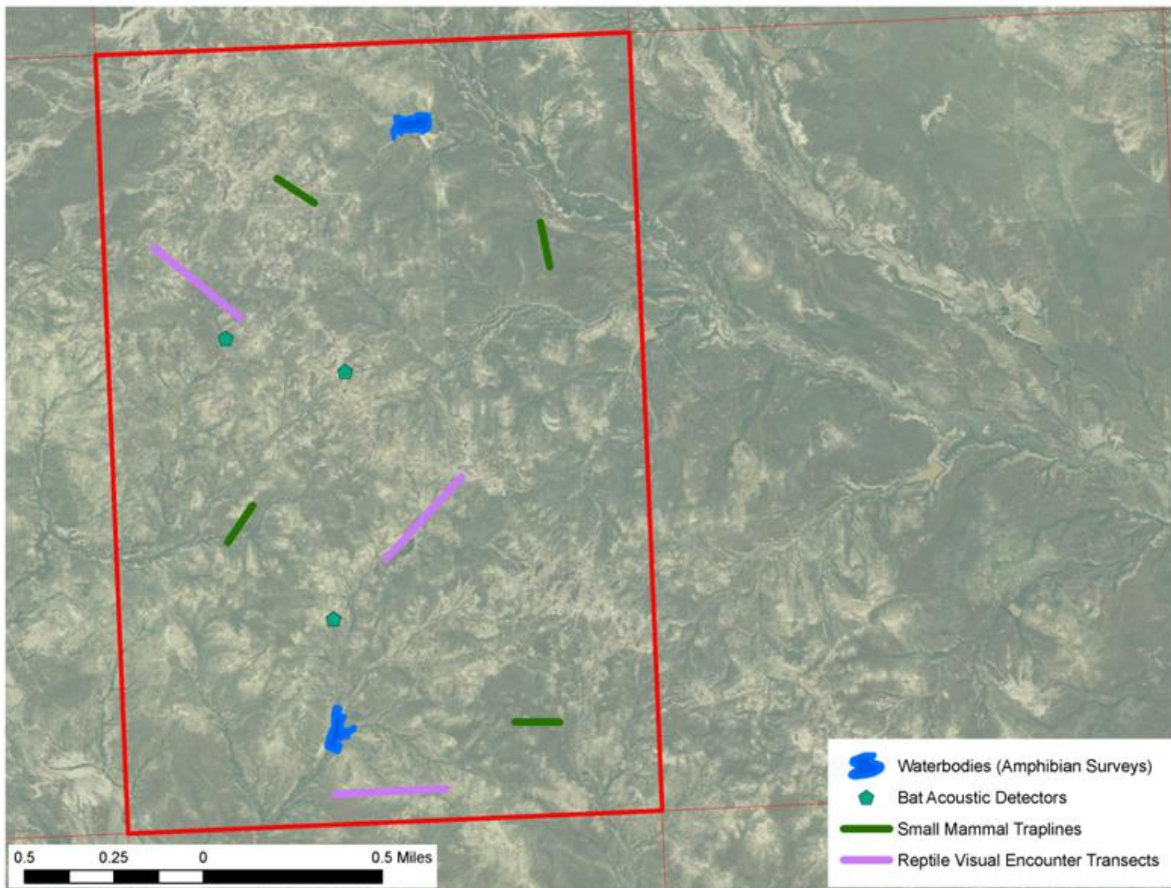 Waterbodies (Amphibian Surveys)
Bat Acoustic Detectors
Small Mammal Traplines
Reptile Visual Encounter Transects
0.5 0.25 0 0.5 Miles